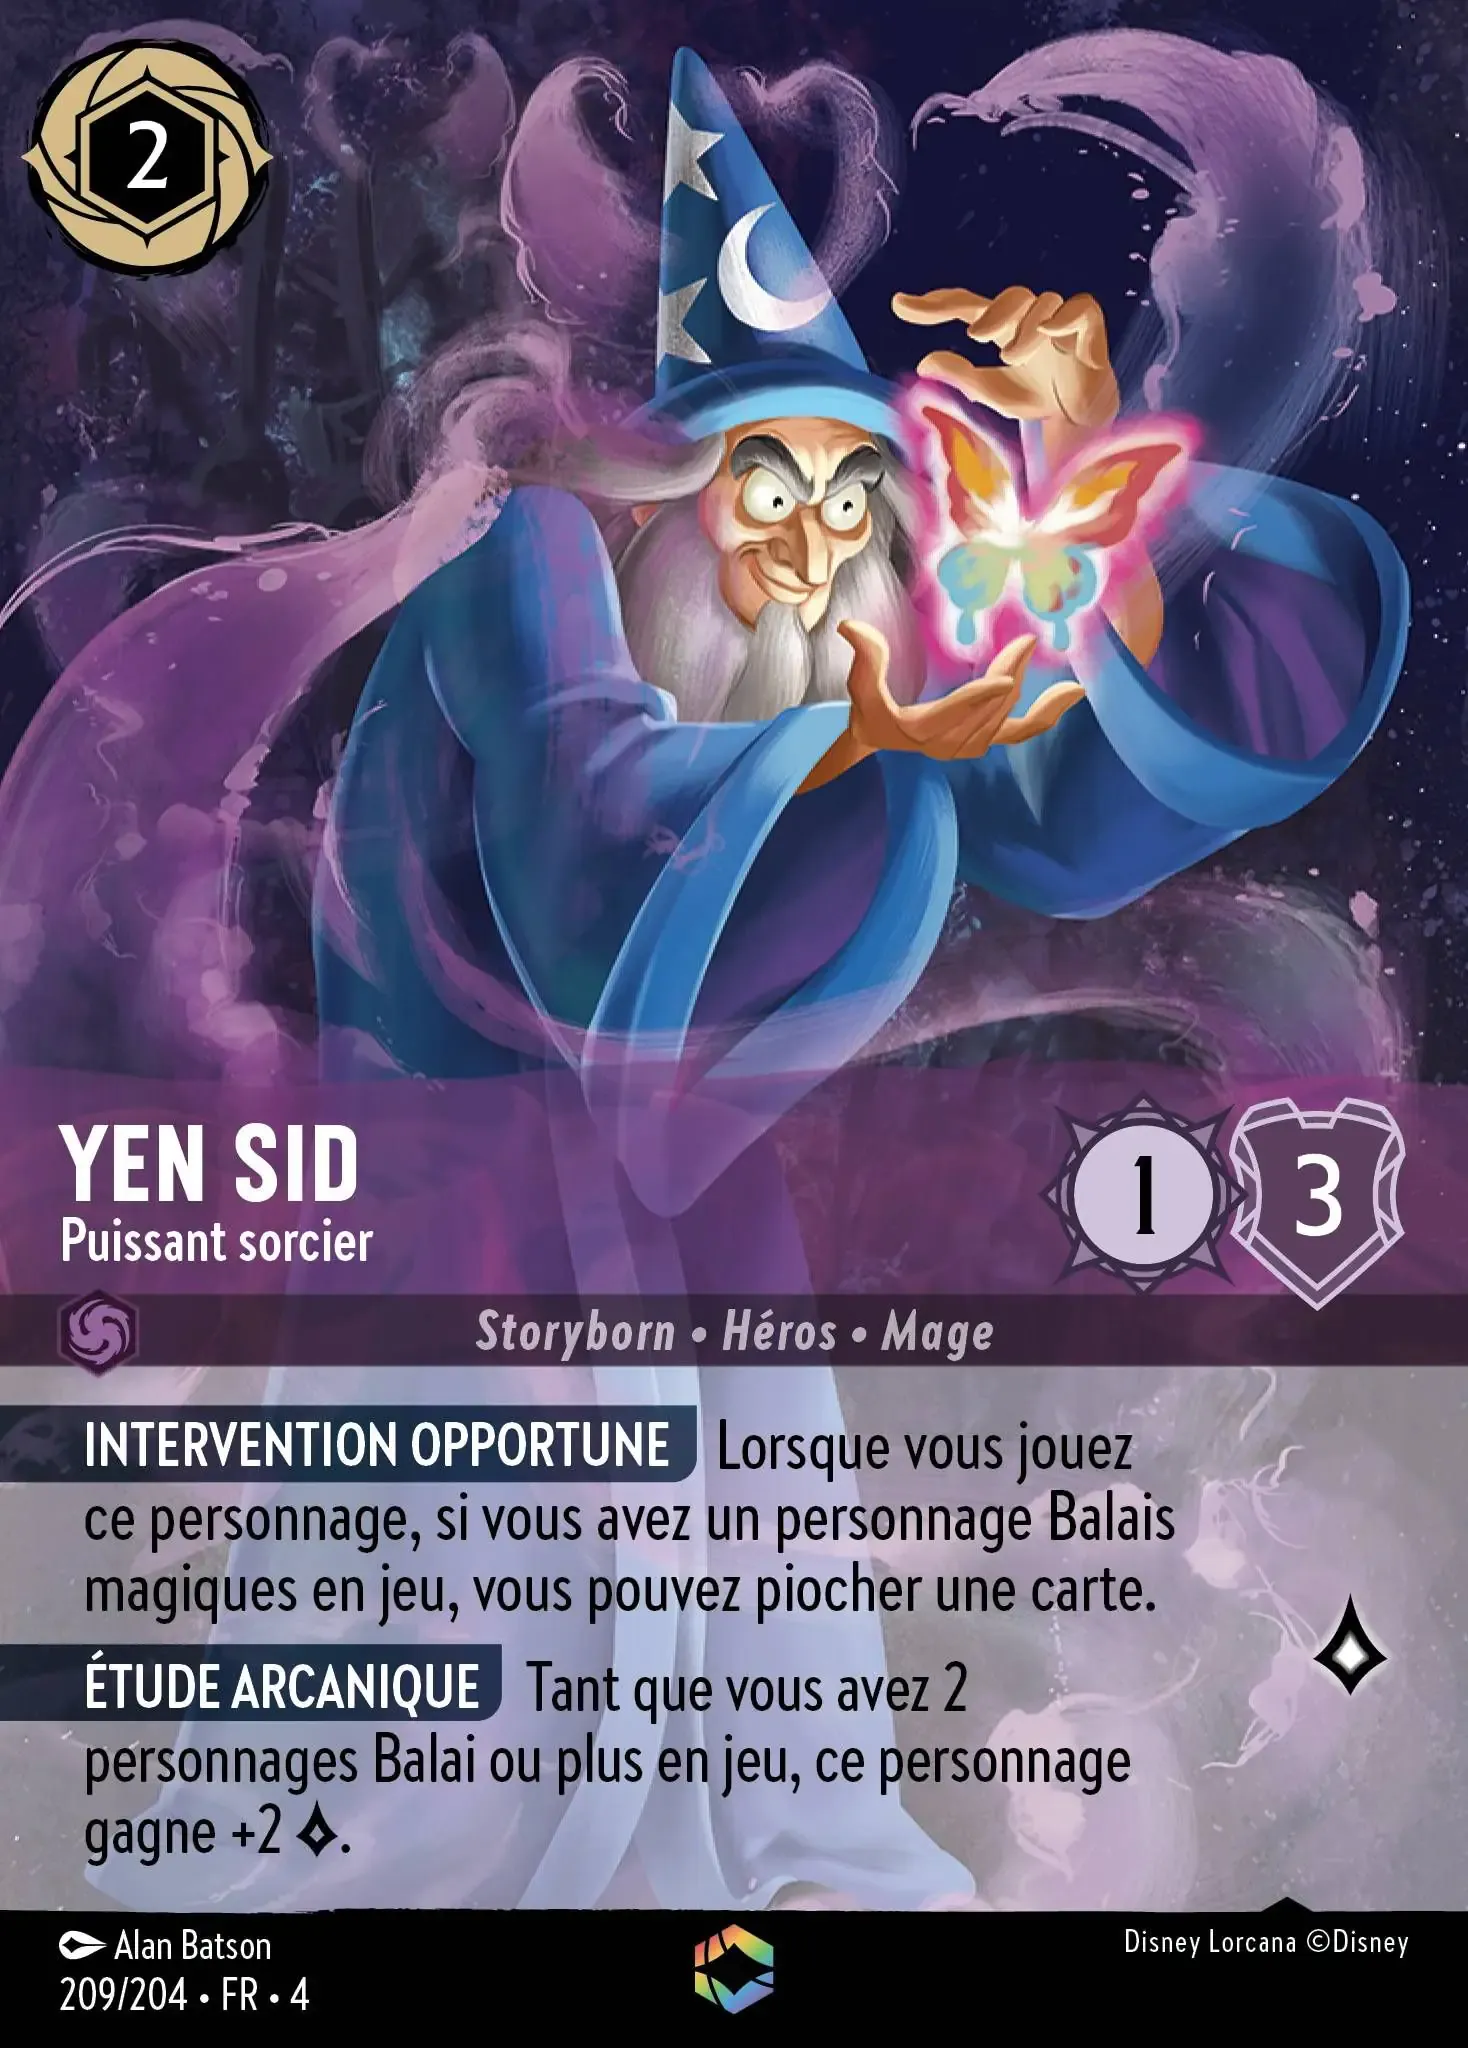 2
YEN SID
Puissant sorcier
1 3
Storyborn • Héros • Mage
INTERVENTION OPPORTUNE Lorsque vous jouez
ce personnage, si vous avez un personnage Balais
magiques en jeu, vous pouvez piocher une carte.
ÉTUDE ARCANIQUE Tant que vous avez 2
personnages Balai ou plus en jeu, ce personnage
gagne +2 .
Alan Batson
209/204 • FR • 4
Disney Lorcana ©Disney